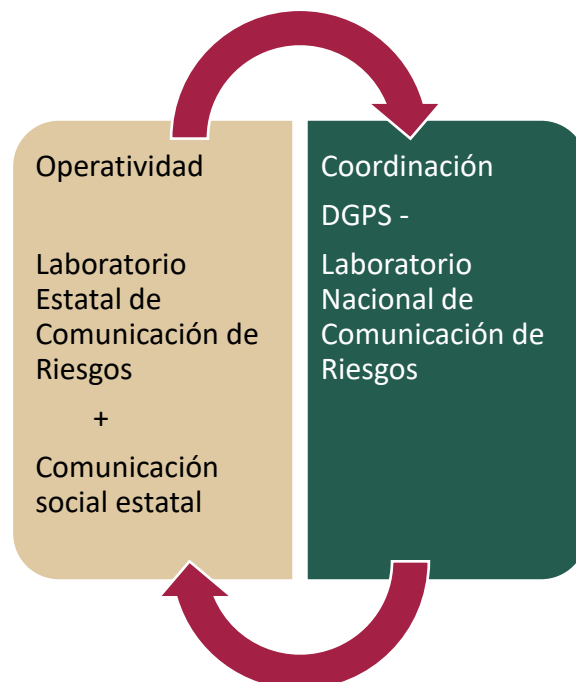 Operatividad
Laboratorio
Estatal de
Comunicación de
Riesgos
+
Comunicación
social estatal
Coordinación
DGPS -
Laboratorio
Nacional de
Comunicación de
Riesgos